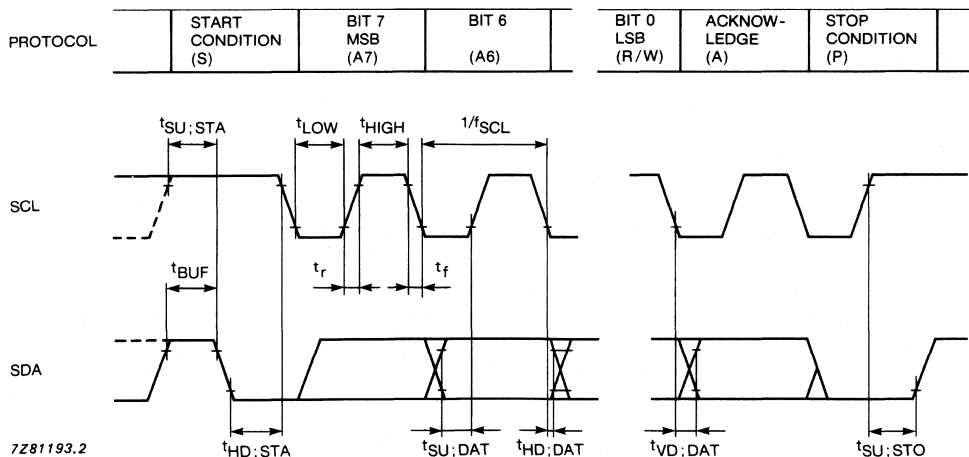 PROTOCOL
START
CONDITION
(S)
BIT 7
MSB
(A7)
BIT 6
(A6)
BIT 0
LSB
(R/W)
ACKNOW-
LEDGE
(A)
STOP
CONDITION
(P)
tSU;STA
tLOW
tHIGH
1/fSCL
SCL
tBUF
tr
tf
SDA
tHD;STA
tSU;DAT
tHD;DAT
tVD;DAT
tSU;STO
7Z81193.2